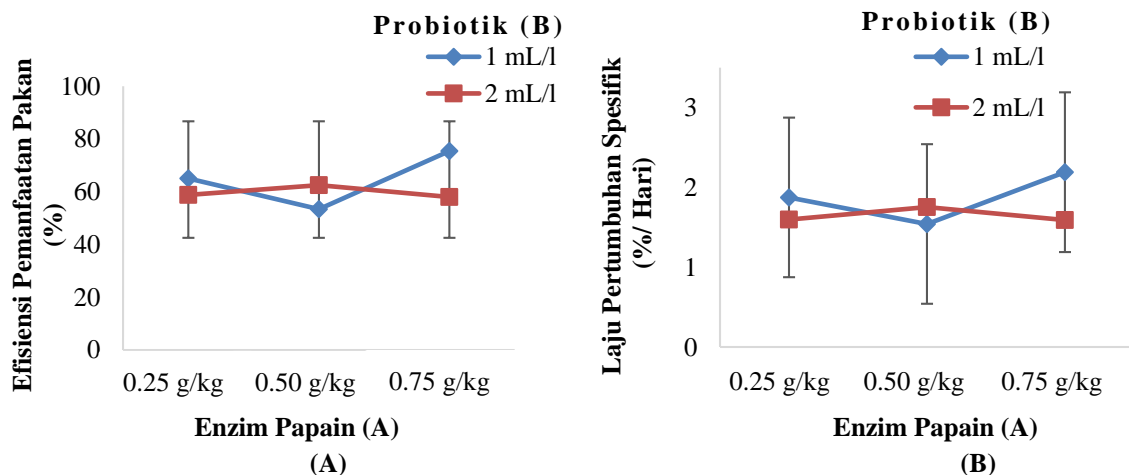 Probiotik (B)
1 mL/l
2 mL/l
Efisiensi Pemanfaatan Pakan
(%)
100
80
60
40
20
0
0.25 g/kg 0.50 g/kg 0.75 g/kg
Enzim Papain (A)
(A)
Probiotik (B)
1 mL/l
2 mL/l
Laju Pertumbuhan Spesifik
(%/ Hari)
3
2
1
0
0.25 g/kg 0.50 g/kg 0.75 g/kg
Enzim Papain (A)
(B)